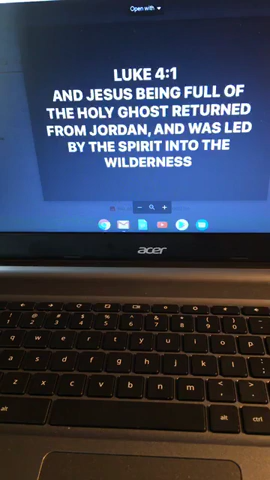 Open with
LUKE 4:1
AND JESUS BEING FULL OF
THE HOLY GHOST RETURNED
FROM JORDAN, AND WAS LED
BY THE SPIRIT INTO THE
WILDERNESS
acer
q w e r t y u i o p
a s d f g h j k l
z x c v b n m
alt alt ctrl